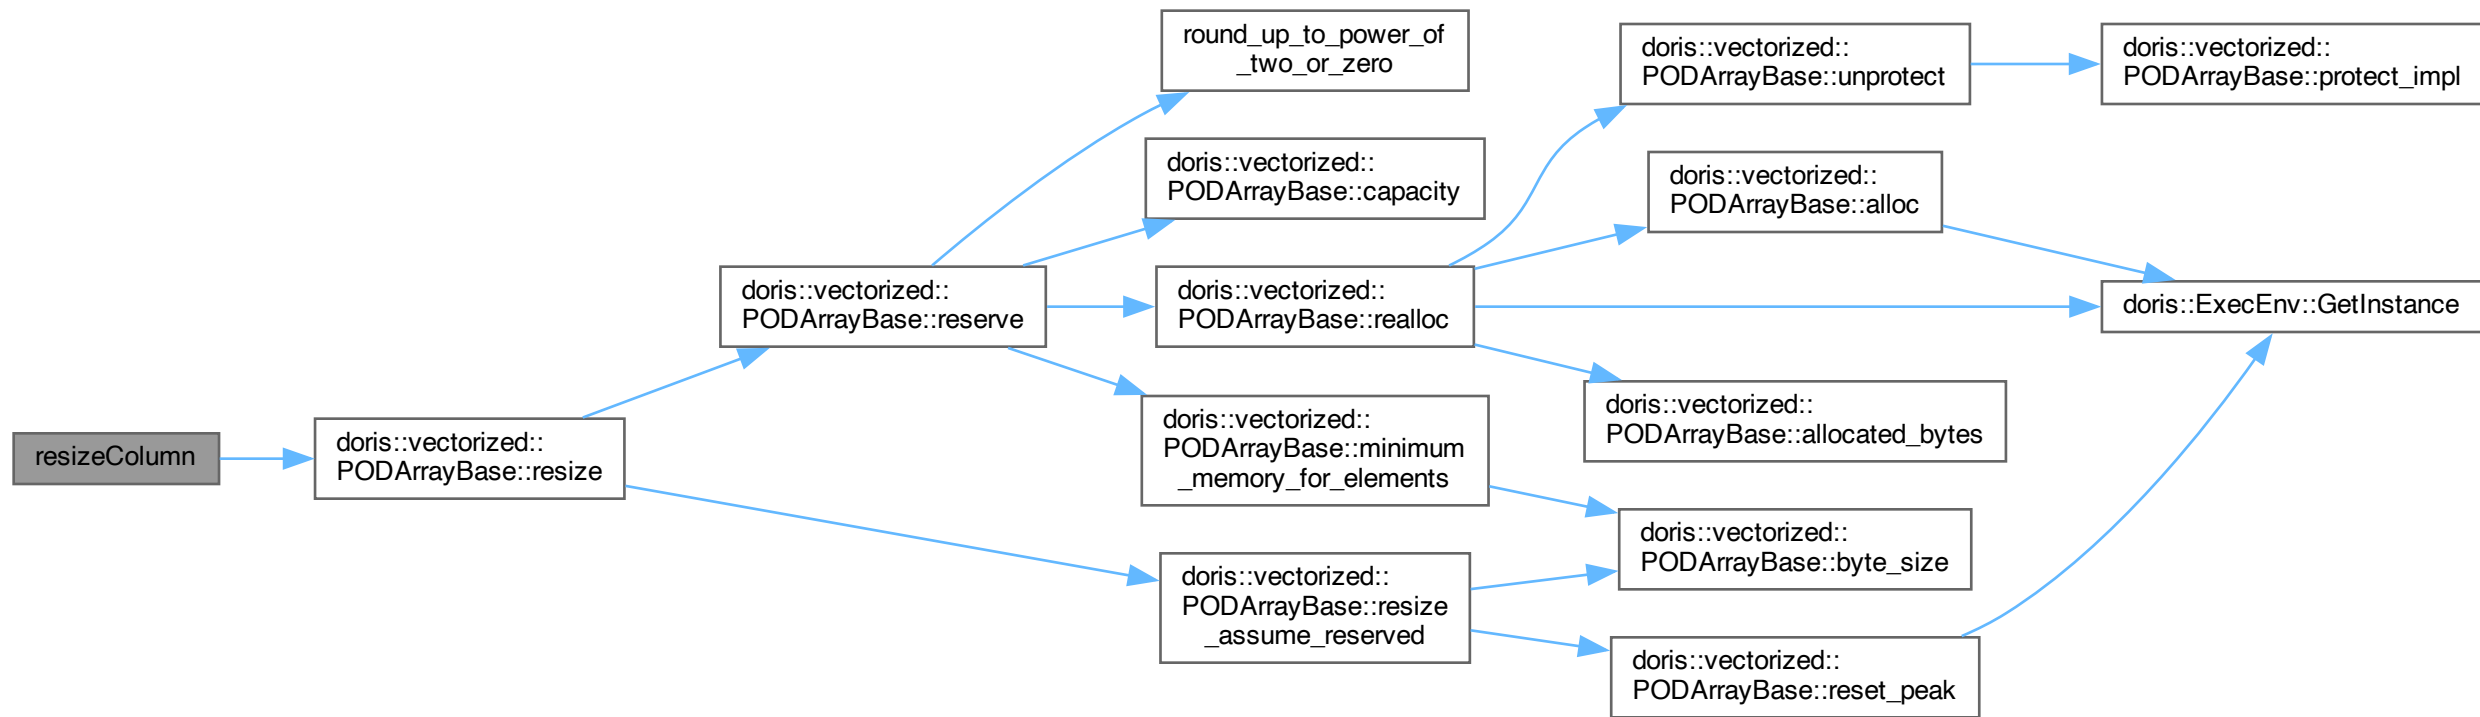 resizeColumn
doris::vectorized::
PODArrayBase::resize
doris::vectorized::
PODArrayBase::reserve
round_up_to_power_of
_two_or_zero
doris::vectorized::
PODArrayBase::capacity
doris::vectorized::
PODArrayBase::realloc
doris::vectorized::
PODArrayBase::minimum
_memory_for_elements
doris::vectorized::
PODArrayBase::resize
_assume_reserved
doris::vectorized::
PODArrayBase::unprotect
doris::vectorized::
PODArrayBase::alloc
doris::vectorized::
PODArrayBase::allocated_bytes
doris::vectorized::
PODArrayBase::byte_size
doris::vectorized::
PODArrayBase::reset_peak
doris::vectorized::
PODArrayBase::protect_impl
doris::ExecEnv::GetInstance